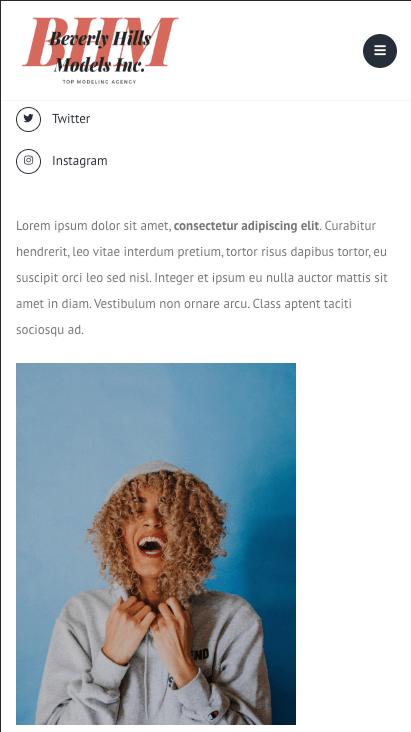 BHM
Beverly Hills
Models Inc.
TOP MODELING AGENCY
Twitter
Instagram
Lorem ipsum dolor sit amet, consectetur adipiscing elit. Curabitur
hendrerit, leo vitae interdum pretium, tortor risus dapibus tortor, eu
suscipit orci leo sed nisl. Integer et ipsum eu nulla auctor mattis sit
amet in diam. Vestibulum non ornare arcu. Class aptent taciti
sociosqu ad.